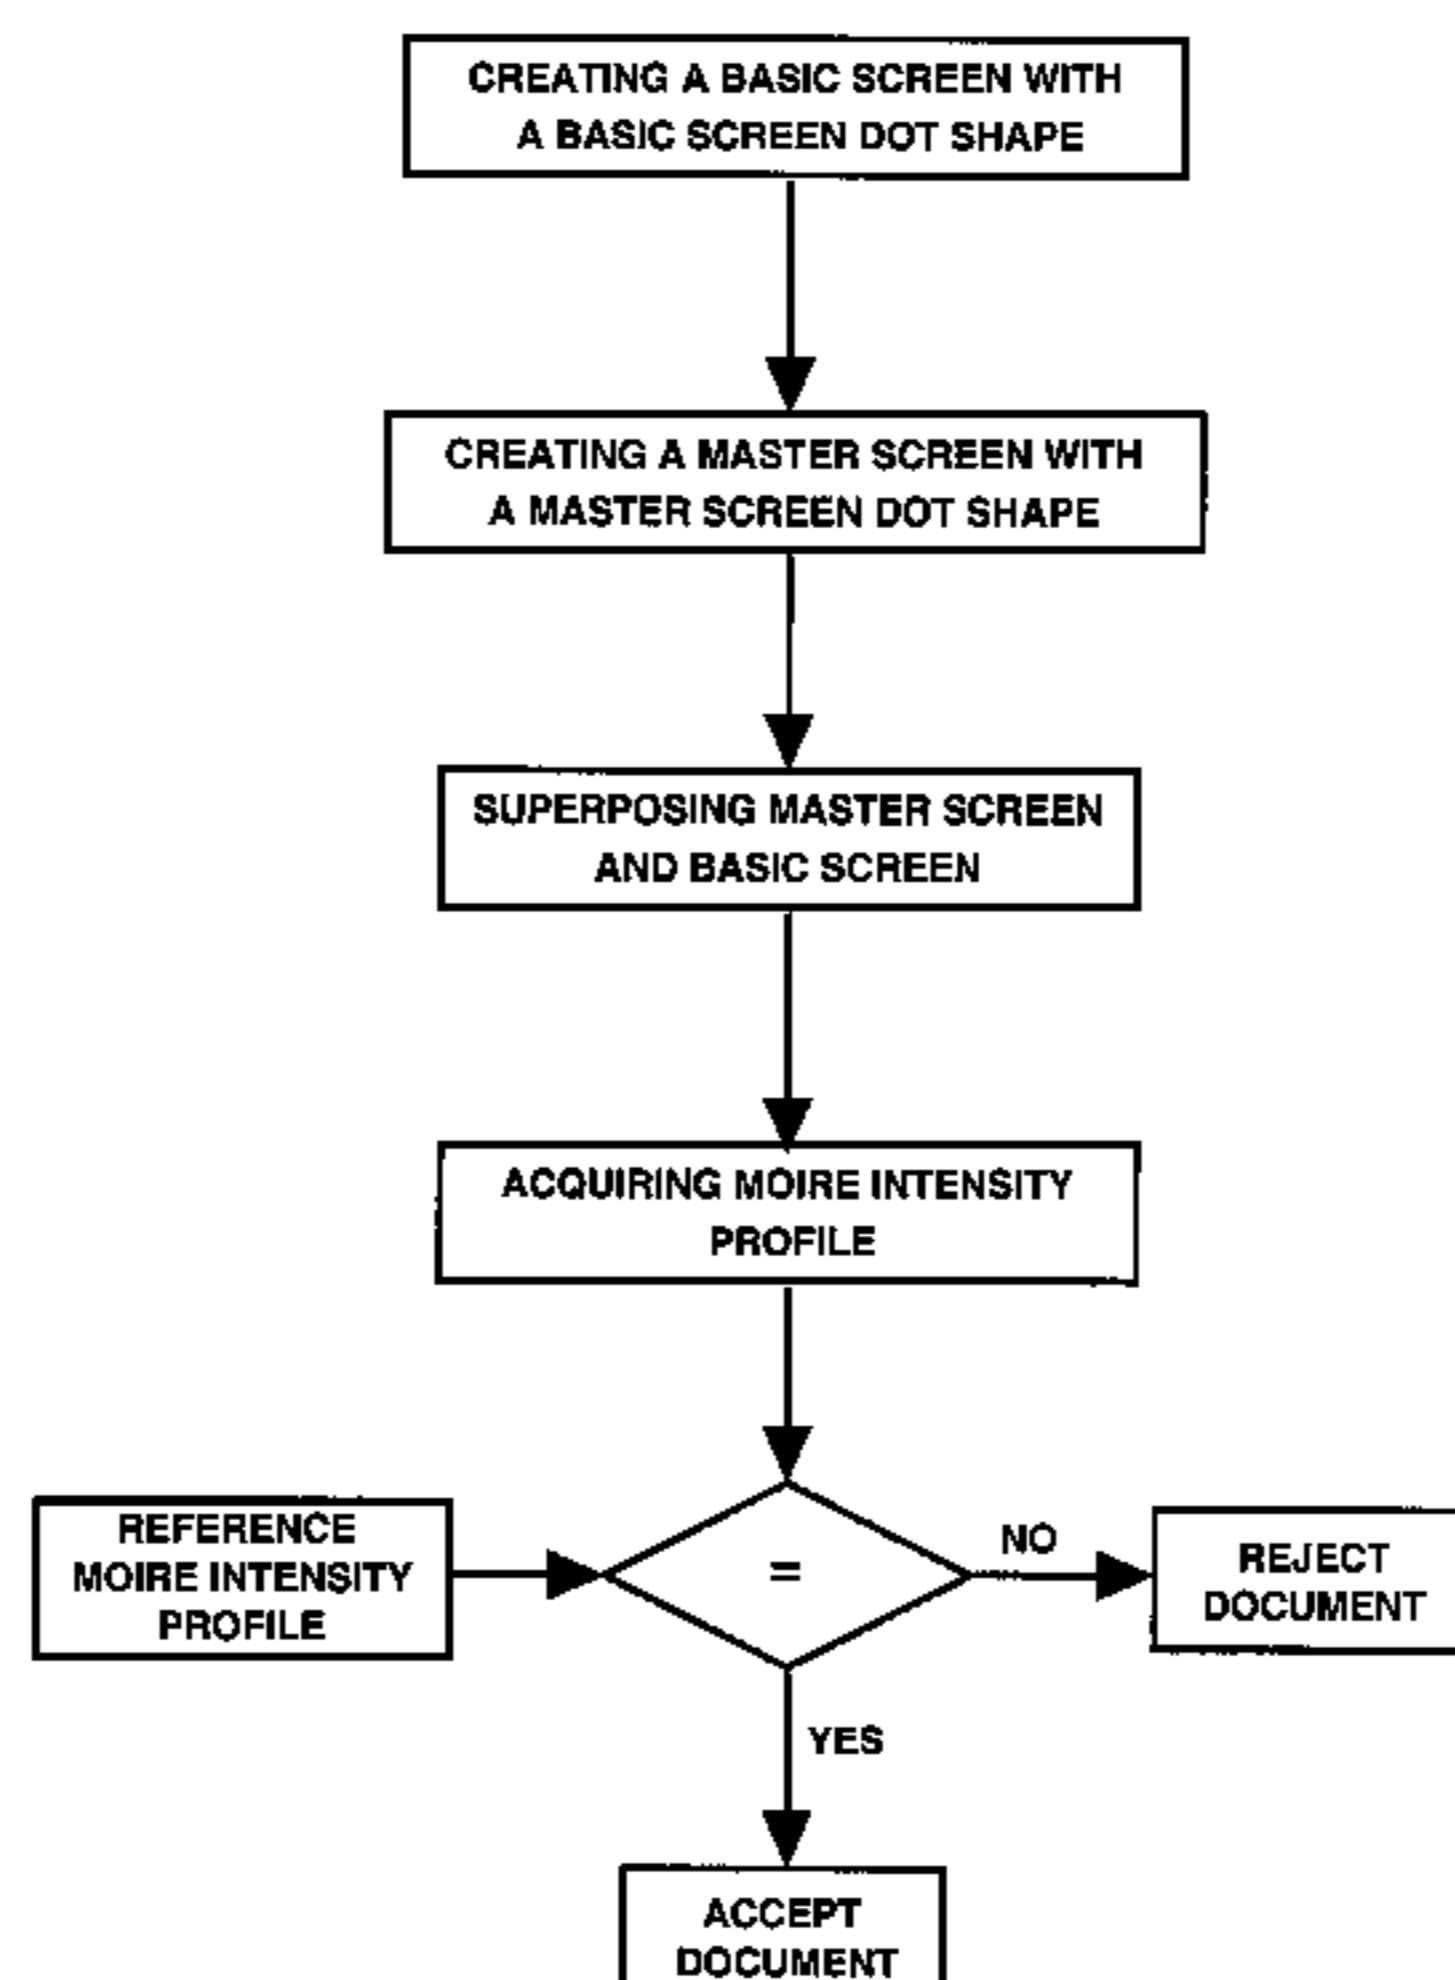 CREATING A BASIC SCREEN WITH
A BASIC SCREEN DOT SHAPE
CREATING A MASTER SCREEN WITH
A MASTER SCREEN DOT SHAPE
SUPERPOSING MASTER SCREEN
AND BASIC SCREEN
ACQUIRING MOIRE INTENSITY
PROFILE
REFERENCE
MOIRE INTENSITY
PROFILE
=
NO
REJECT
DOCUMENT
YES
ACCEPT
DOCUMENT